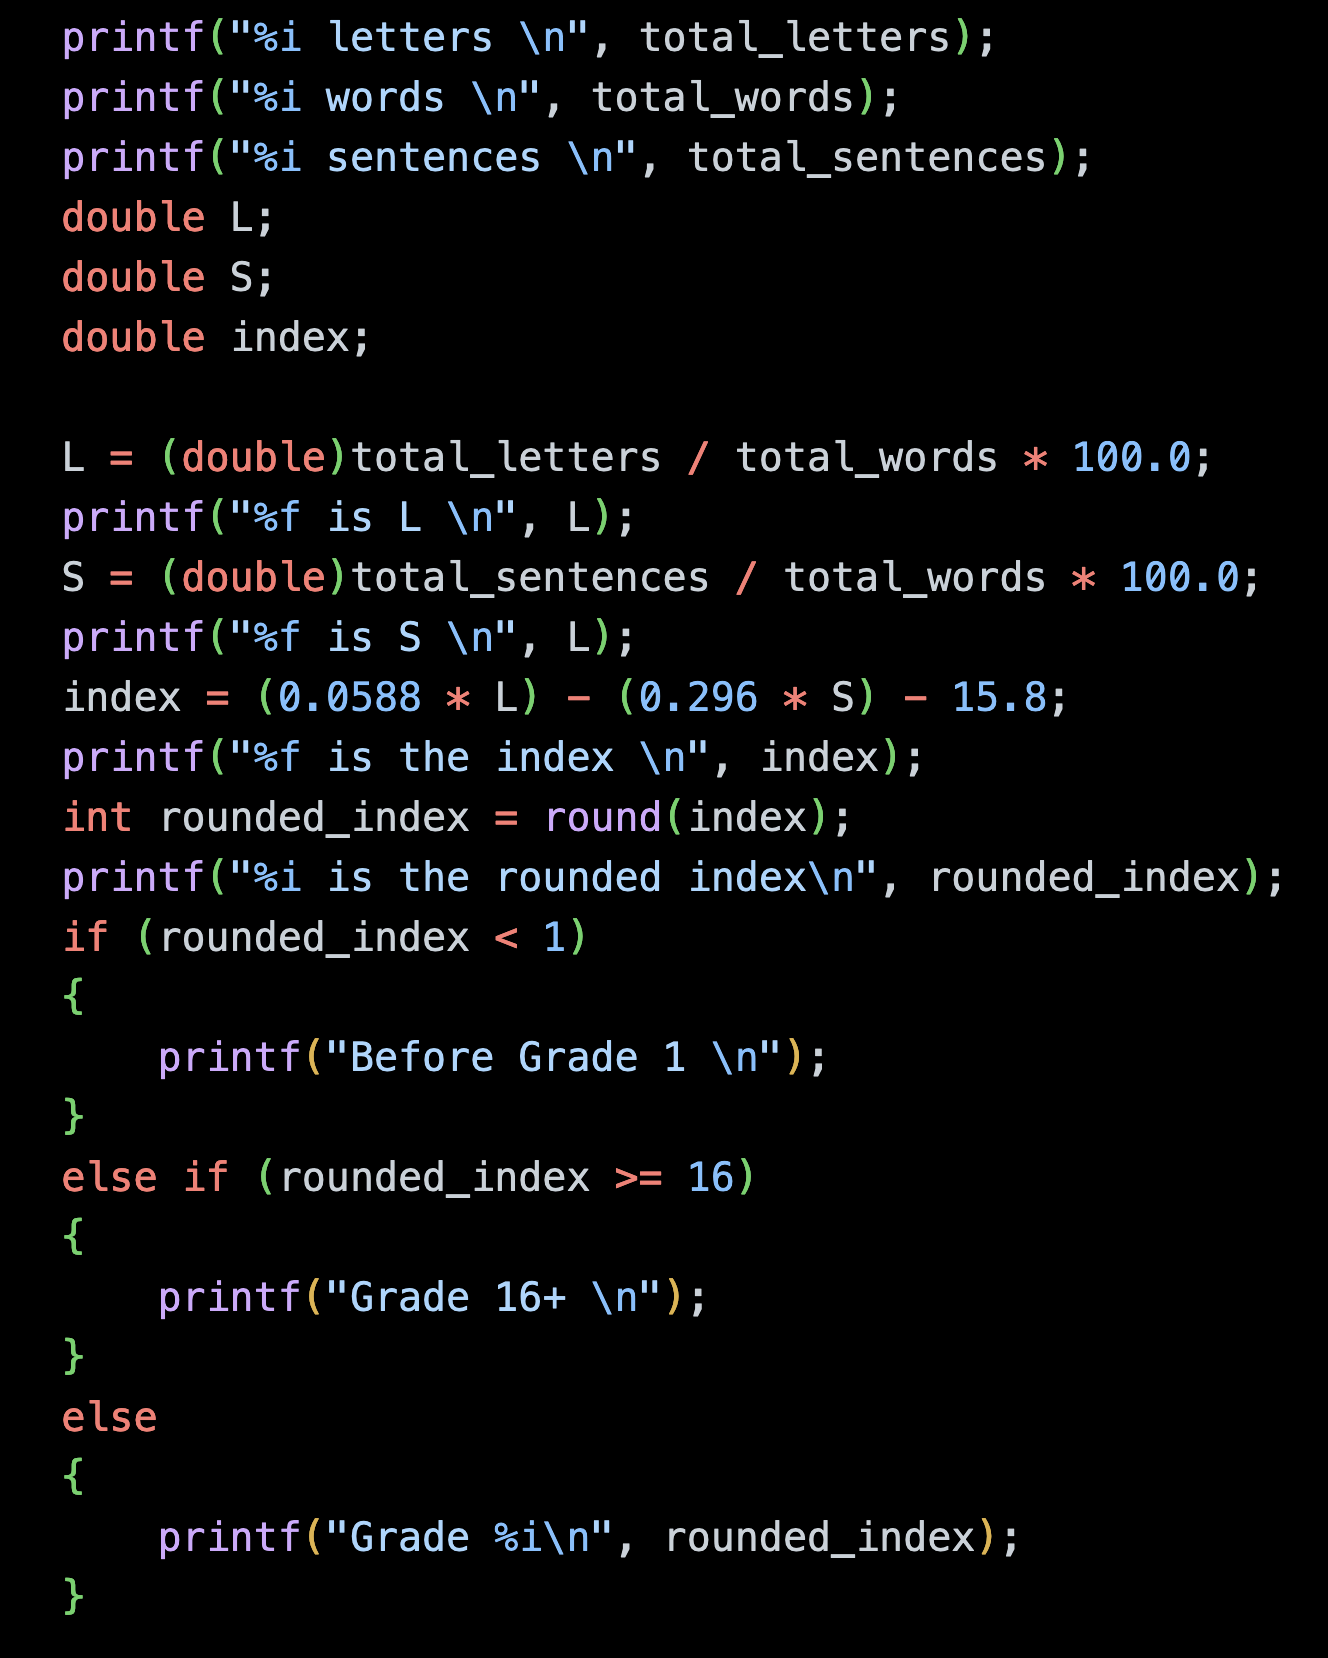 printf("%i letters \n", total_letters);
printf("%i words \n", total_words);
printf("%i sentences \n", total_sentences);
double L;
double S;
double index;

L = (double)total_letters / total_words * 100.0;
printf("%f is L \n", L);
S = (double)total_sentences / total_words * 100.0;
printf("%f is S \n", L);
index = (0.0588 * L) - (0.296 * S) - 15.8;
printf("%f is the index \n", index);
int rounded_index = round(index);
printf("%i is the rounded index\n", rounded_index);
if (rounded_index < 1)
{
    printf("Before Grade 1 \n");
}
else if (rounded_index >= 16)
{
    printf("Grade 16+ \n");
}
else
{
    printf("Grade %i\n", rounded_index);
}